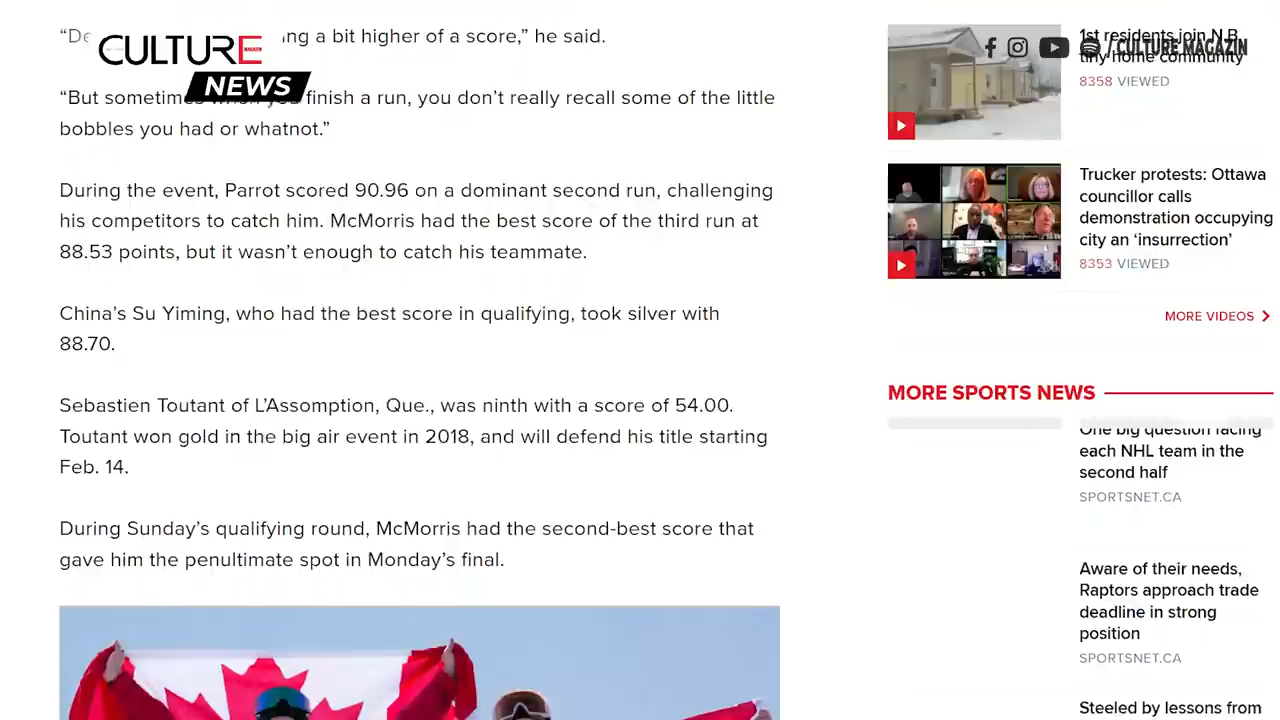 ing a bit higher of a score,” he said.
CULTURE
NEWS
“But sometimes when you finish a run, you don’t really recall some of the little
bobbles you had or whatnot.”
During the event, Parrot scored 90.96 on a dominant second run, challenging
his competitors to catch him. McMorris had the best score of the third run at
88.53 points, but it wasn’t enough to catch his teammate.
China’s Su Yiming, who had the best score in qualifying, took silver with
88.70.
Sebastien Toutant of L’Assomption, Que., was ninth with a score of 54.00.
Toutant won gold in the big air event in 2018, and will defend his title starting
Feb. 14.
During Sunday’s qualifying round, McMorris had the second-best score that
gave him the penultimate spot in Monday’s final.
1st residents join N.B.
tiny home community
/ CULTURE MAGAZIN
8358 VIEWED
Trucker protests: Ottawa
councillor calls
demonstration occupying
city an ‘insurrection’
8353 VIEWED
MORE VIDEOS
MORE SPORTS NEWS
One big question facing
each NHL team in the
second half
SPORTSNET.CA
Aware of their needs,
Raptors approach trade
deadline in strong
position
SPORTSNET.CA
Steeled by lessons from